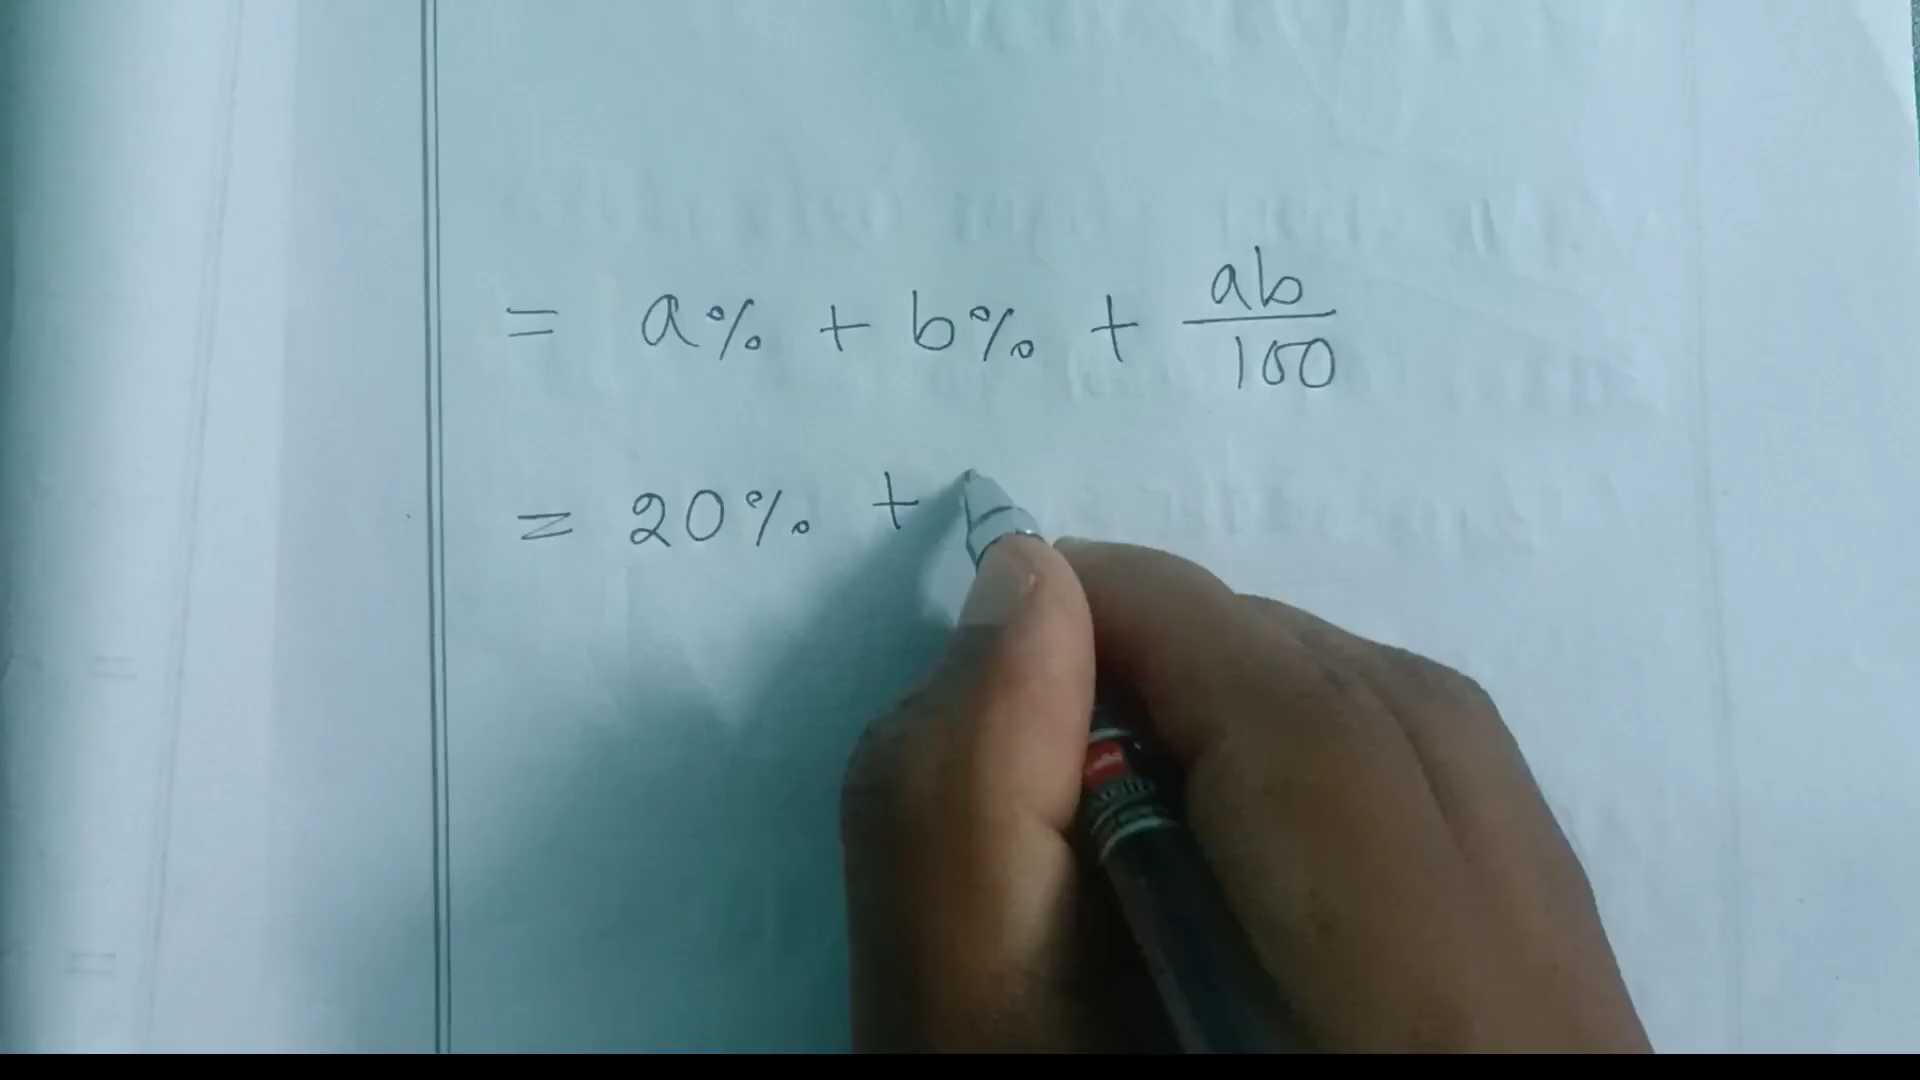 = a% + b% + ab/100
= 20% +